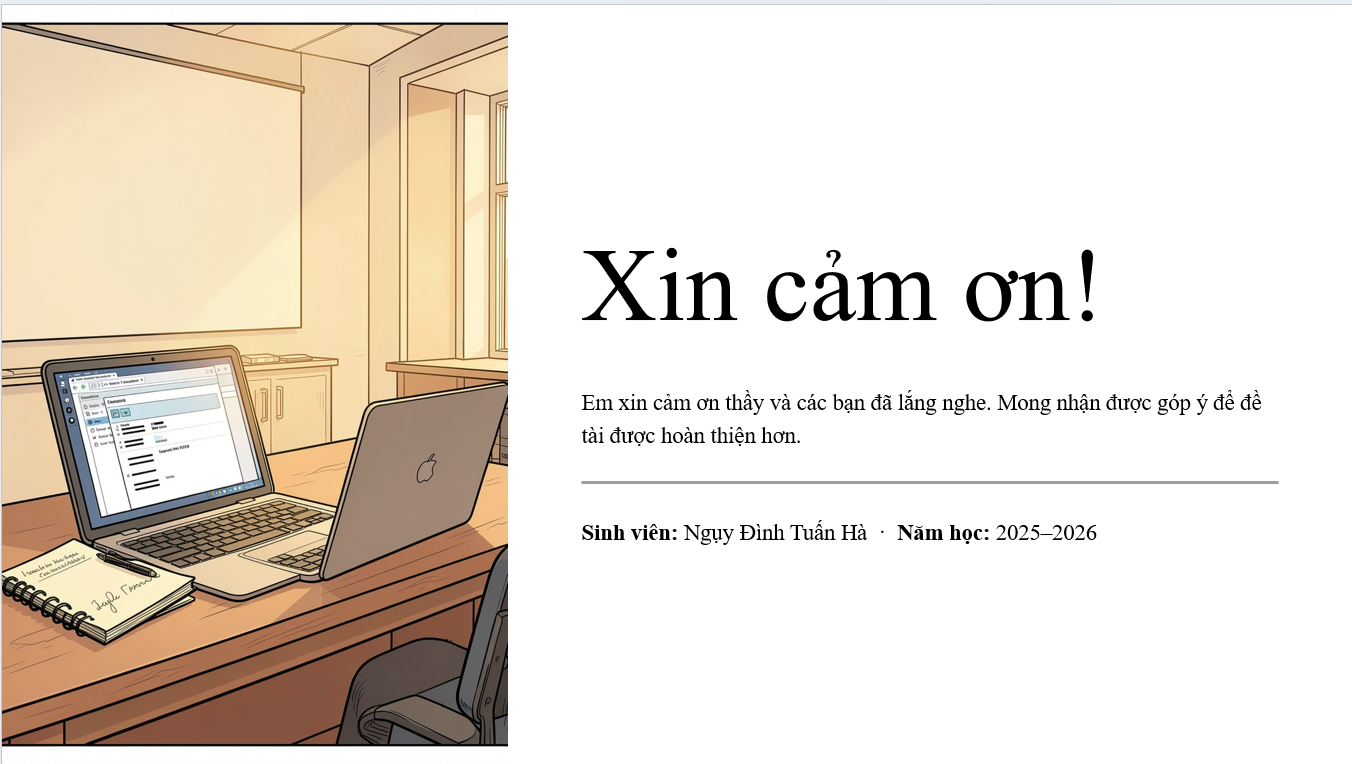 Xin cảm ơn!
Em xin cảm ơn thầy và các bạn đã lắng nghe. Mong nhận được góp ý để đề
tài được hoàn thiện hơn.
Sinh viên: Ngụy Đình Tuấn Hà · Năm học: 2025–2026